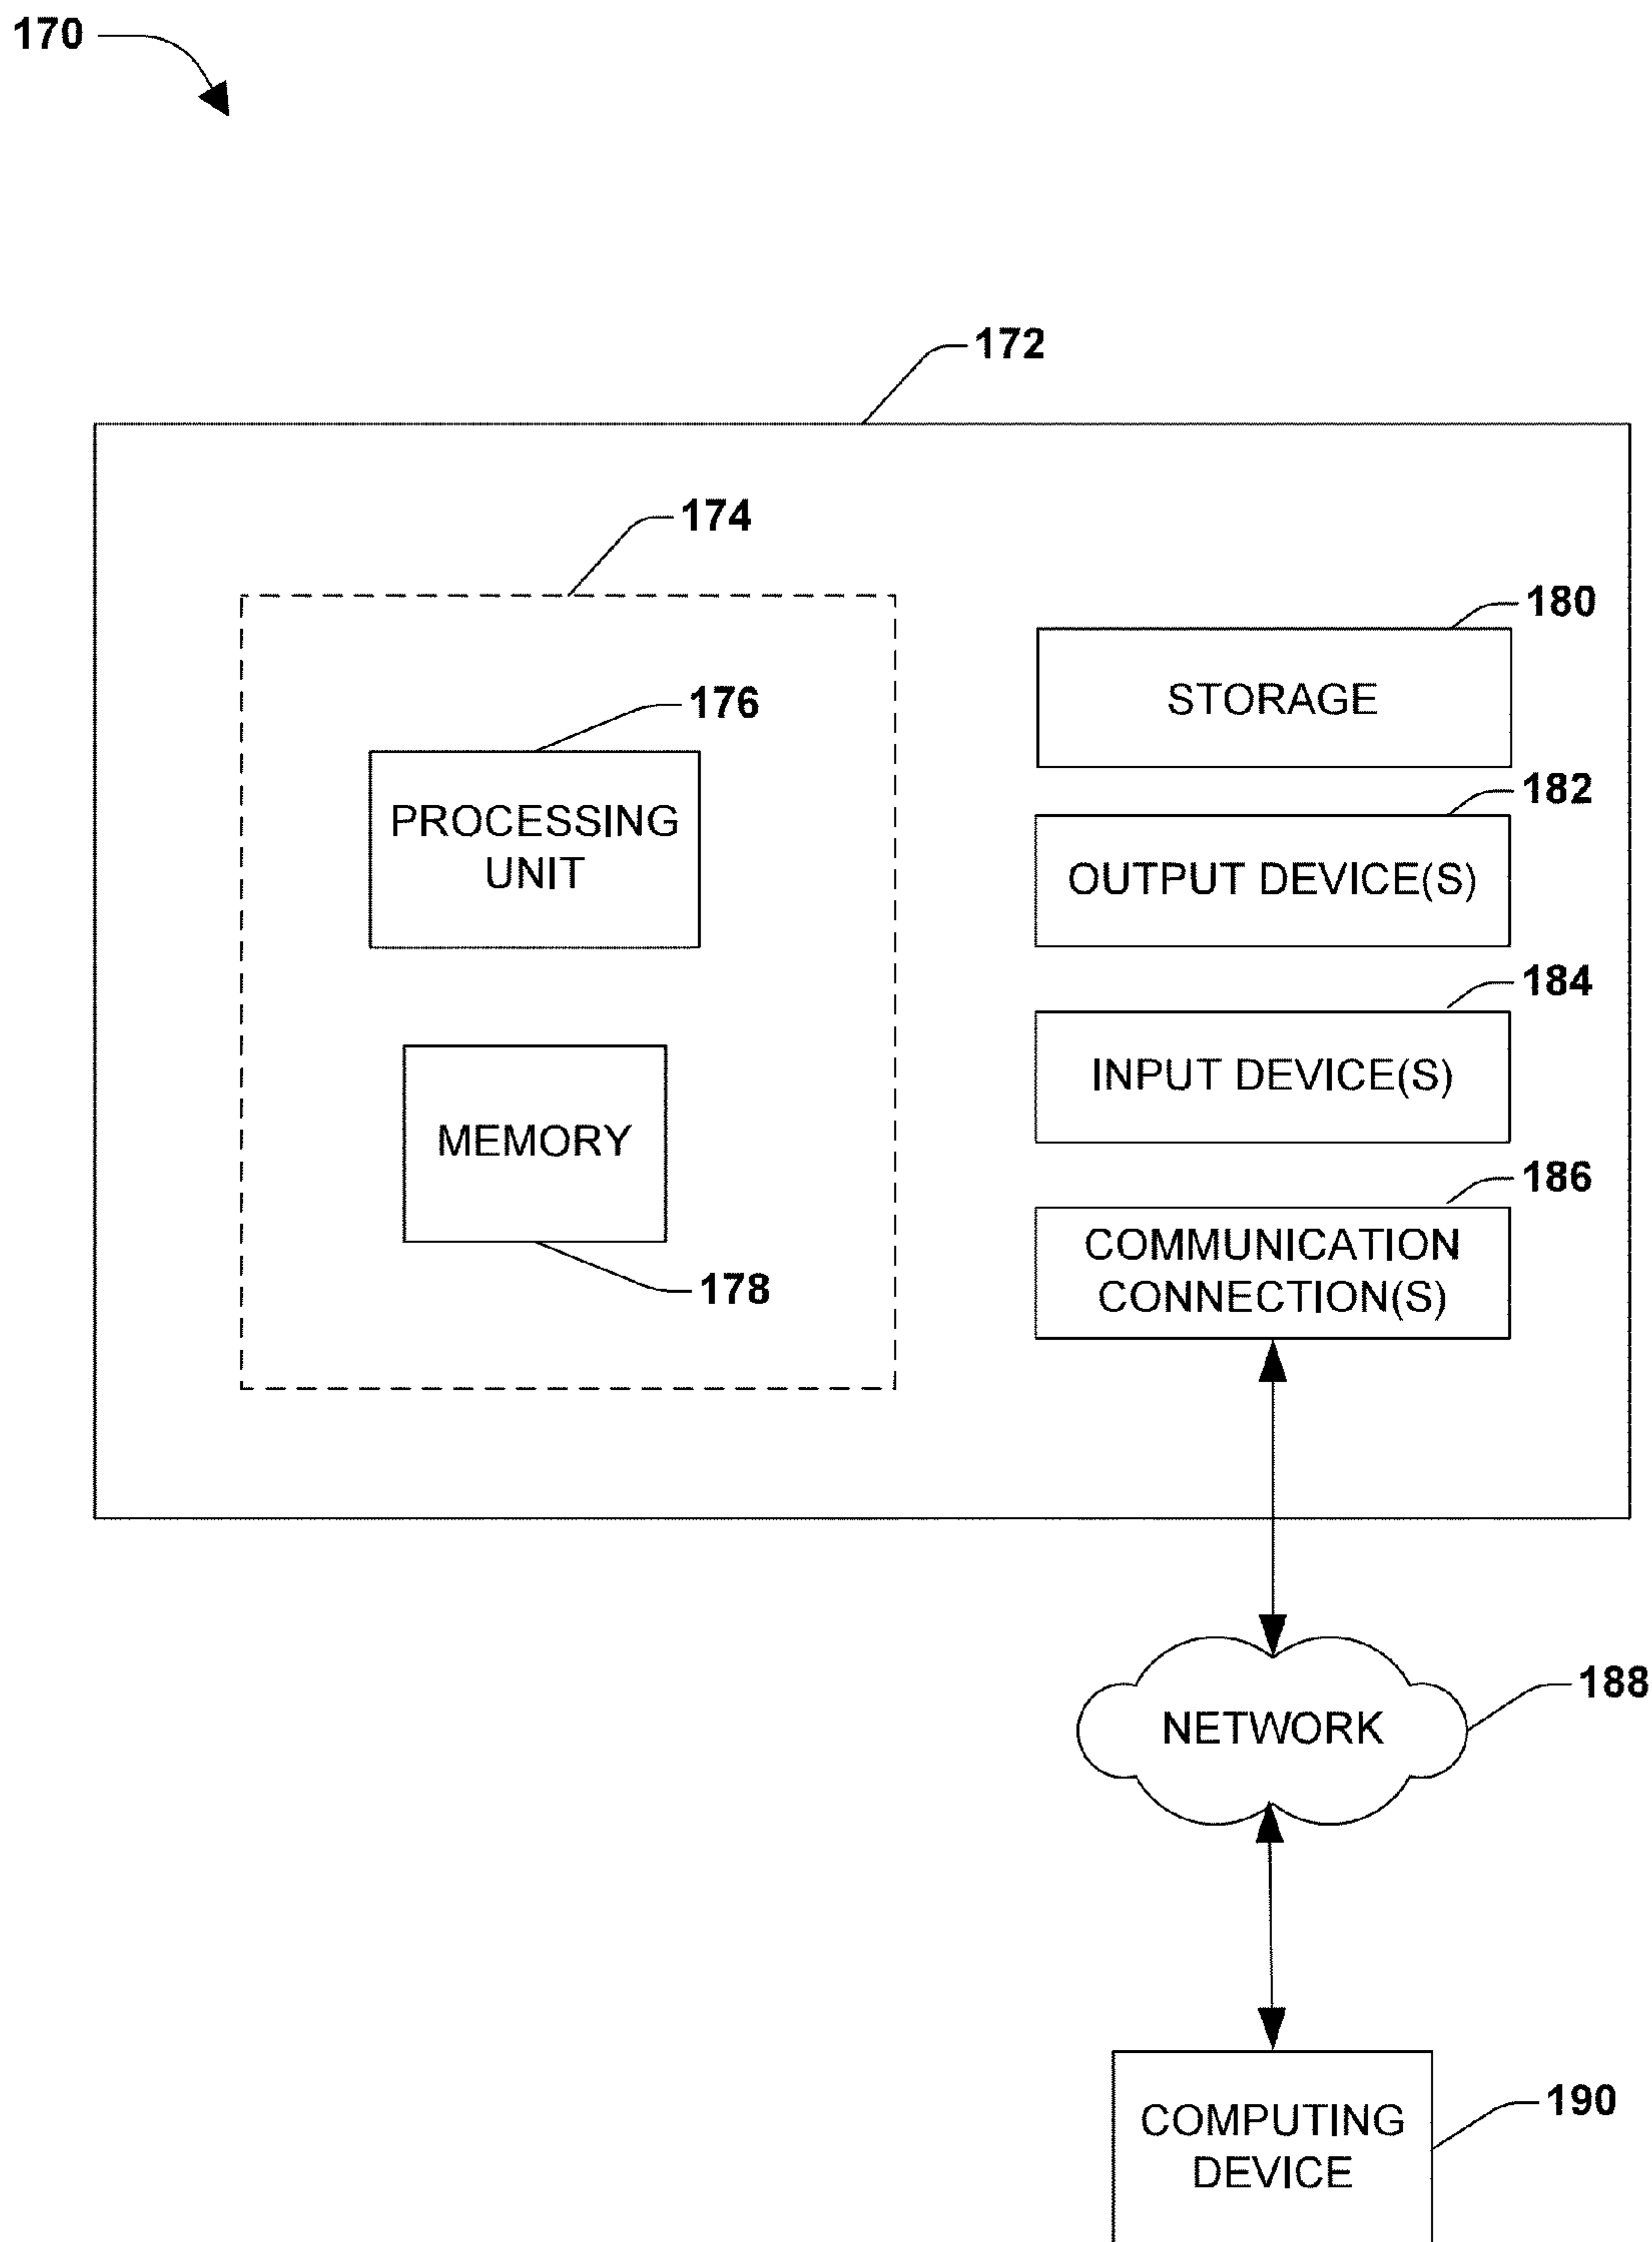 170
172
174
180
STORAGE
176
PROCESSING
UNIT
182
OUTPUT DEVICE(S)
184
INPUT DEVICE(S)
MEMORY
178
186
COMMUNICATION
CONNECTION(S)
188
NETWORK
190
COMPUTING
DEVICE